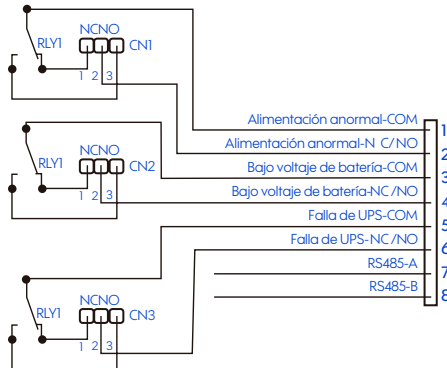 NCNO
RLY1
CN1
1 2 3
NCNO
RLY1
CN2
1 2 3
NCNO
RLY1
CN3
1 2 3
Alimentación anormal-COM 1
Alimentación anormal-N C/NO 2
Bajo voltaje de batería-COM 3
Bajo voltaje de batería-NC/NO 4
Falla de UPS-COM 5
Falla de UPS-NC/NO 6
RS485-A 7
RS485-B 8